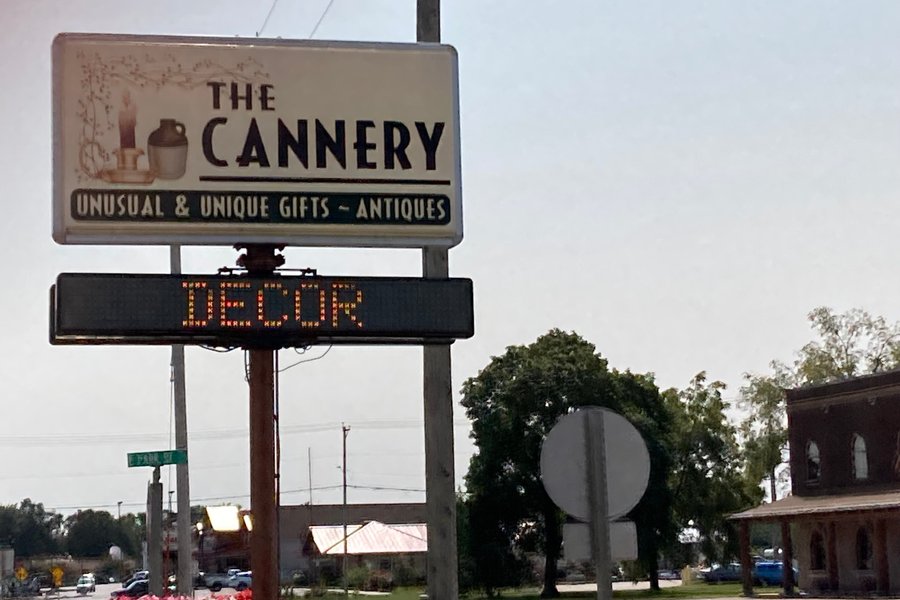 THE
CANNERY
UNUSUAL & UNIQUE GIFTS ~ ANTIQUES
DECOR